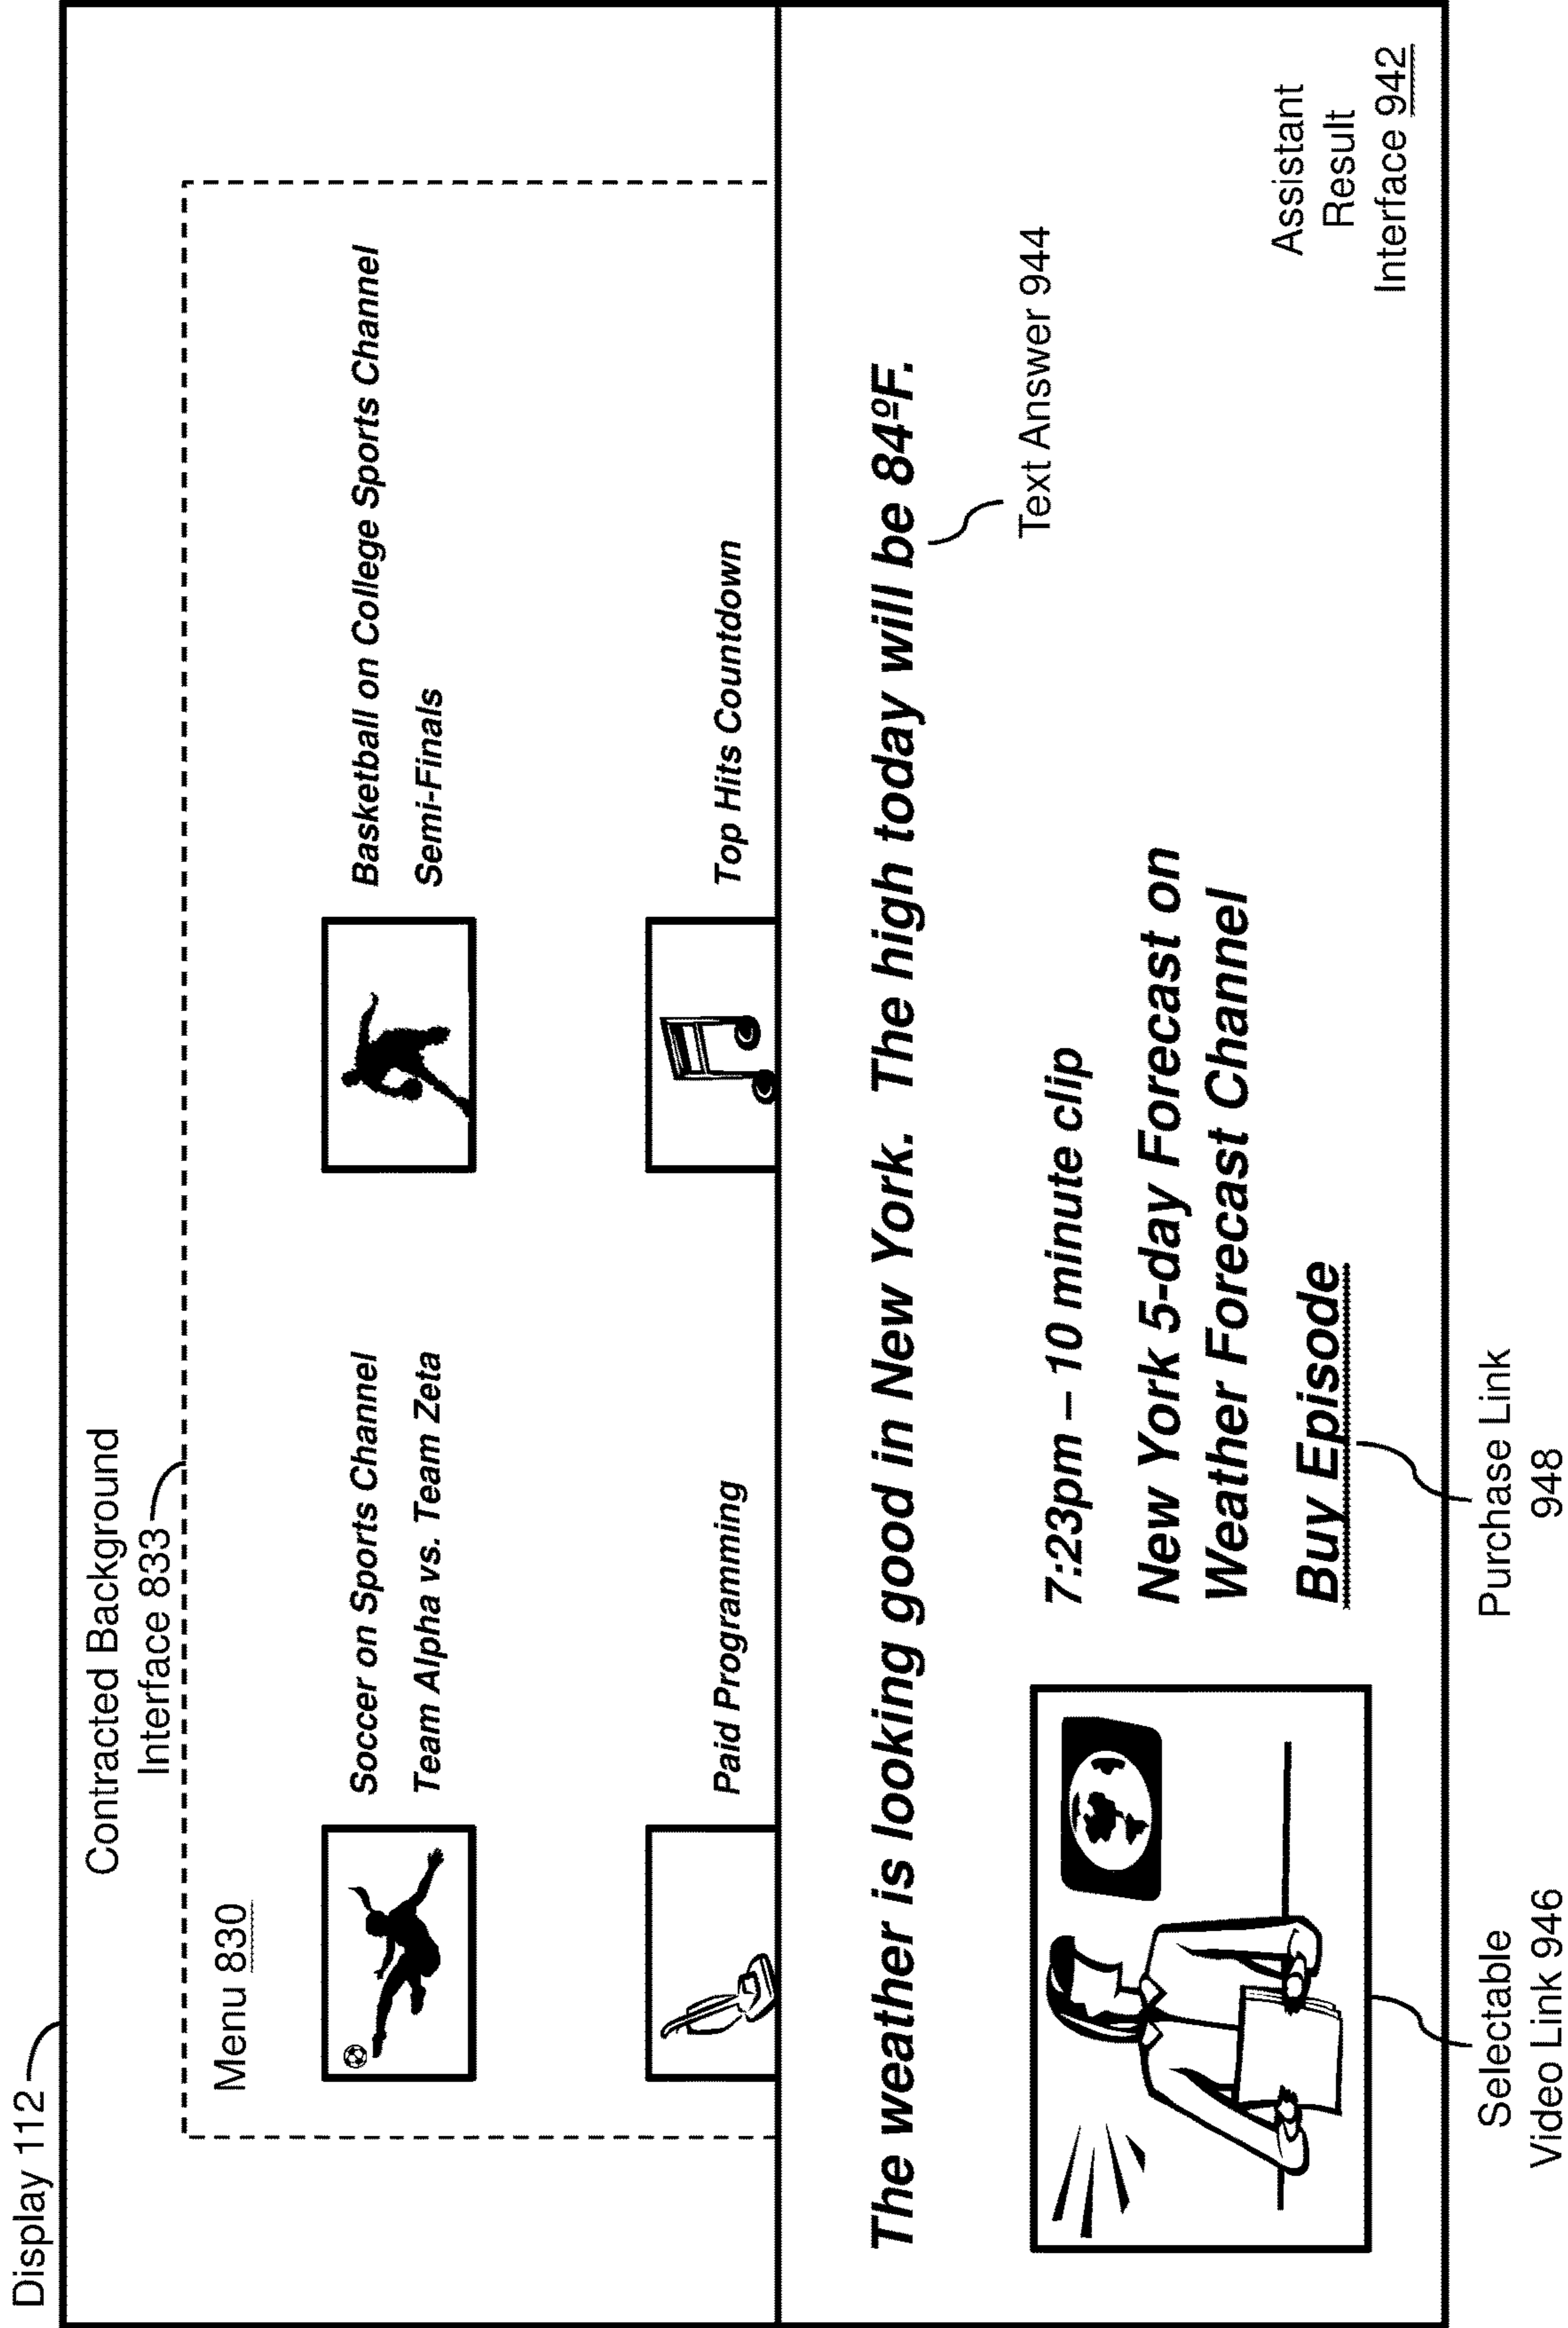 Display 112
Contracted Background
Interface 833
Menu 830
Soccer on Sports Channel
Team Alpha vs. Team Zeta
Basketball on College Sports Channel
Semi-Finals
Paid Programming
Top Hits Countdown
The weather is looking good in New York. The high today will be 84ºF.
Text Answer 944
7:23pm – 10 minute clip
New York 5-day Forecast on
Weather Forecast Channel
Buy Episode
Assistant
Result
Interface 942
Selectable
Video Link 946
Purchase Link
948